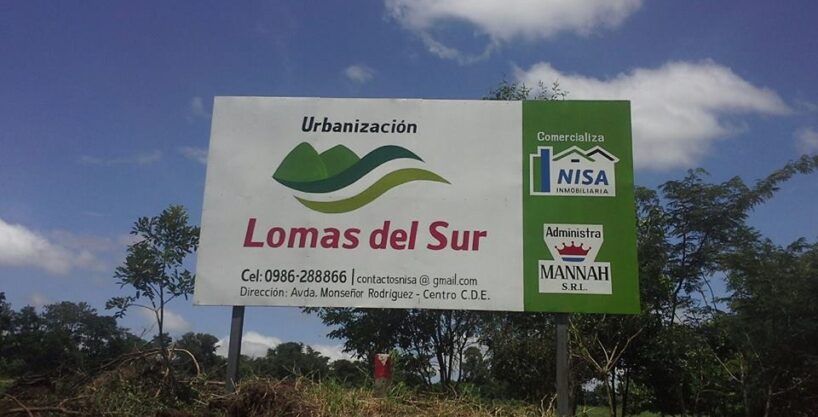 Urbanización
Lomas del Sur
Cel: 0986-288866 | contactosnisa @ gmail.com
Dirección: Avda. Monseñor Rodriguez - Centro C.D.E.
Comercializa
NISA
INMOBILIARIA
Administra
MANNAH
S.R.L.